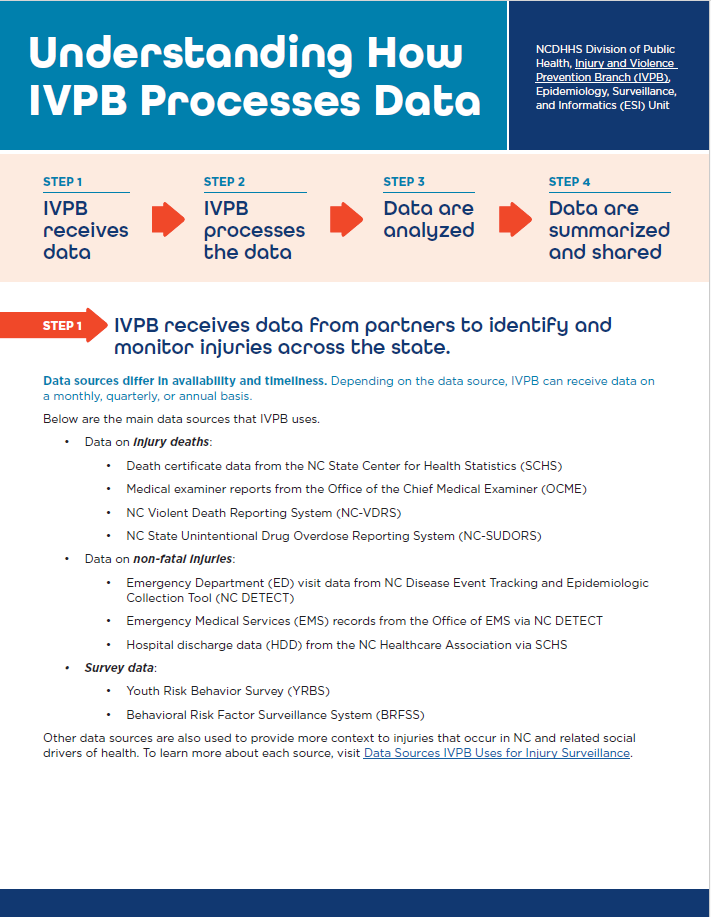 Understanding How
IVPB Processes Data
NCDHHS Division of Public
Health, Injury and Violence
Prevention Branch (IVPB),
Epidemiology, Surveillance,
and Informatics (ESI) Unit
STEP 1
IVPB
receives
data
STEP 2
IVPB
processes
the data
STEP 3
Data are
analyzed
STEP 4
Data are
summarized
and shared
STEP 1
IVPB receives data from partners to identify and
monitor injuries across the state.
Data sources differ in availability and timeliness. Depending on the data source, IVPB can receive data on
a monthly, quarterly, or annual basis.
Below are the main data sources that IVPB uses.
• Data on injury deaths:
• Death certificate data from the NC State Center for Health Statistics (SCHS)
• Medical examiner reports from the Office of the Chief Medical Examiner (OCME)
• NC Violent Death Reporting System (NC-VDRS)
• NC State Unintentional Drug Overdose Reporting System (NC-SUDORS)
• Data on non-fatal injuries:
• Emergency Department (ED) visit data from NC Disease Event Tracking and Epidemiologic
Collection Tool (NC DETECT)
• Emergency Medical Services (EMS) records from the Office of EMS via NC DETECT
• Hospital discharge data (HDD) from the NC Healthcare Association via SCHS
• Survey data:
• Youth Risk Behavior Survey (YRBS)
• Behavioral Risk Factor Surveillance System (BRFSS)
Other data sources are also used to provide more context to injuries that occur in NC and related social
drivers of health. To learn more about each source, visit Data Sources IVPB Uses for Injury Surveillance.